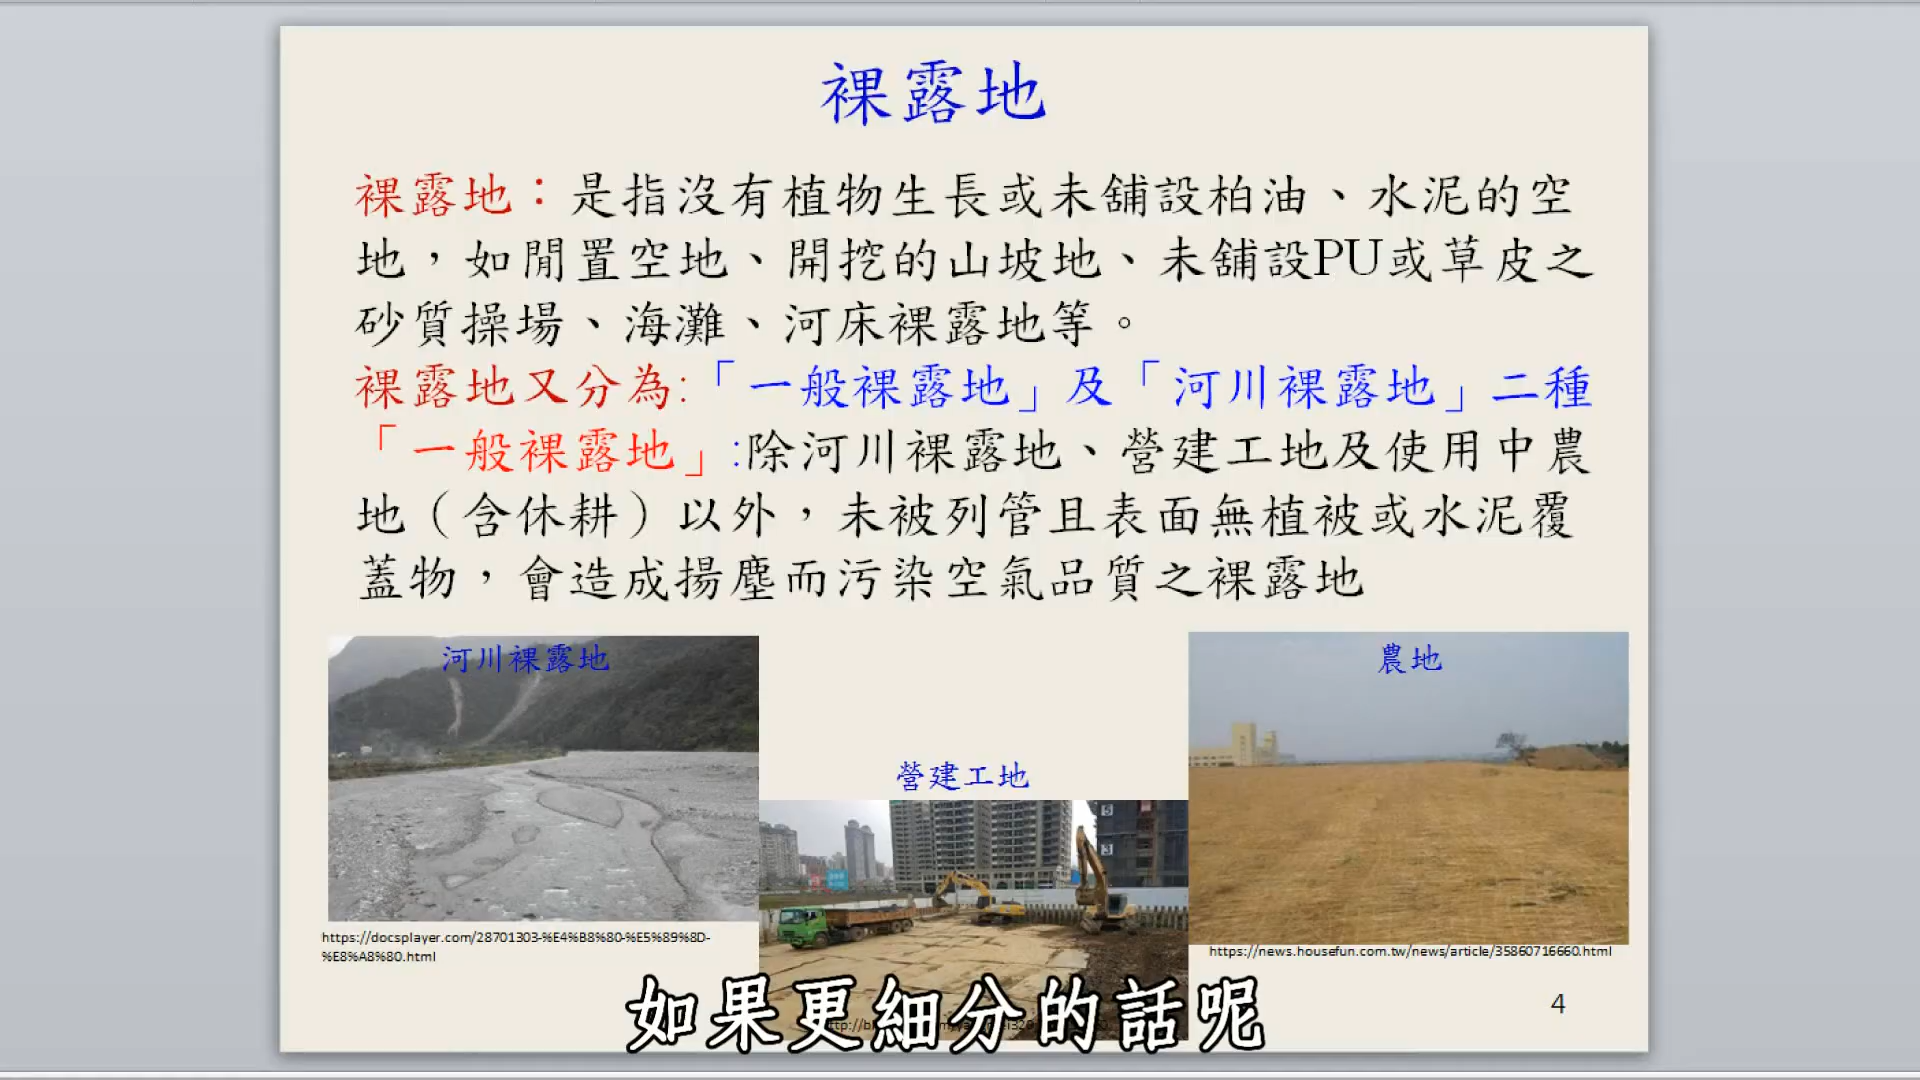 裸露地
裸露地：是指沒有植物生長或未舖設柏油、水泥的空
地，如閒置空地、開挖的山坡地、未舖設PU或草皮之
砂質操場、海灘、河床裸露地等。
裸露地又分為:「一般裸露地」及「河川裸露地」二種
「一般裸露地」:除河川裸露地、營建工地及使用中農
地（含休耕）以外，未被列管且表面無植被或水泥覆
蓋物，會造成揚塵而污染空氣品質之裸露地
河川裸露地
農地
營建工地
https://docsplayer.com/28701303-%E4%B8%80-%E5%89%8D-
%E8%A8%80.html
https://news.housefun.com.tw/news/article/35860716660.html
如果更細分的話呢
4